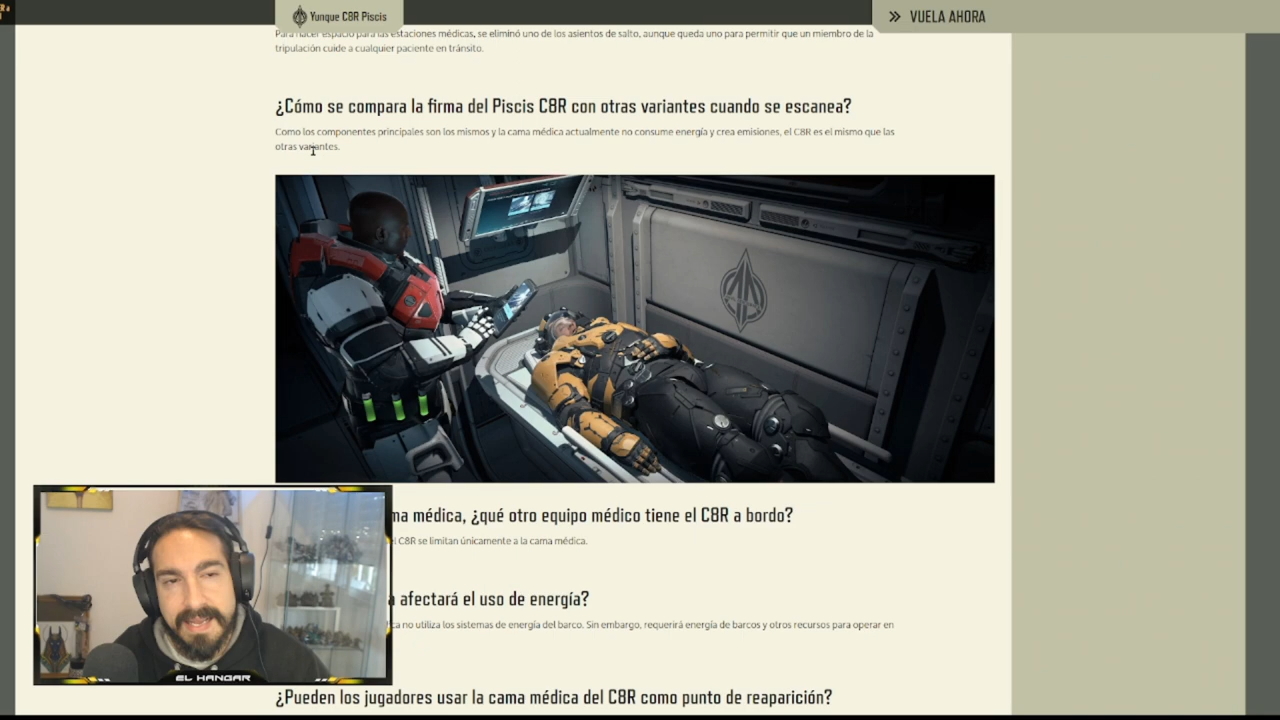 Yunque C8R Piscis
VUELA AHORA
Para hacer espacio para las estaciones médicas, se eliminó uno de los asientos de salto, aunque queda uno para permitir que un miembro de la
tripulación cuide a cualquier paciente en tránsito.
¿Cómo se compara la firma del Piscis C8R con otras variantes cuando se escanea?
Como los componentes principales son los mismos y la cama médica actualmente no consume energía y crea emisiones, el C8R es el mismo que las
otras variantes.
ma médica, ¿qué otro equipo médico tiene el C8R a bordo?
l C8R se limitan únicamente a la cama médica.
a afectará el uso de energía?
ca no utiliza los sistemas de energía del barco. Sin embargo, requerirá energía de barcos y otros recursos para operar en
EL HANGAR
¿Pueden los jugadores usar la cama médica del C8R como punto de reaparición?